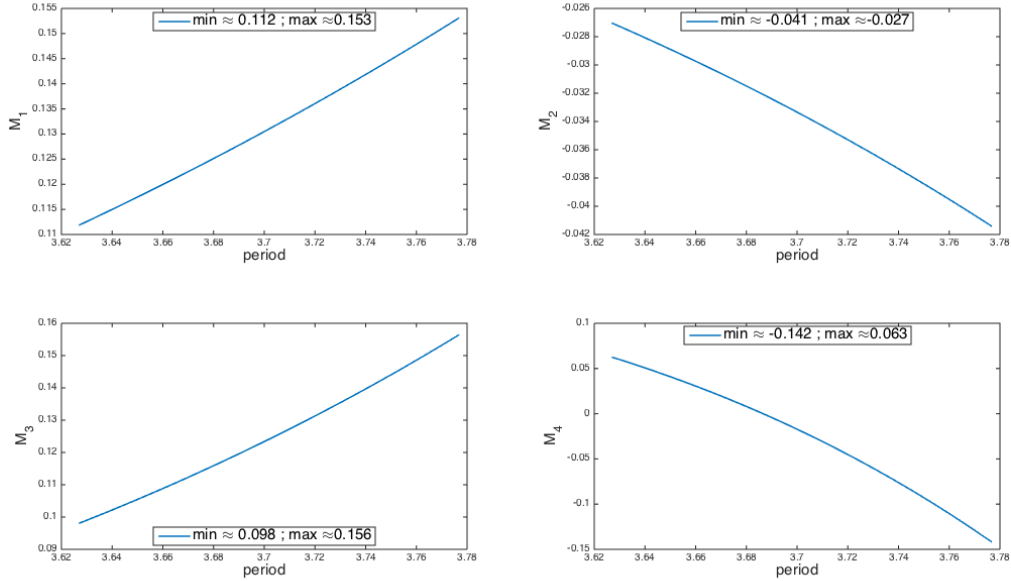 min ≈ 0.112 ; max ≈0.153
0.155
0.15
0.145
0.14
0.135
0.13
0.125
0.12
0.115
0.11
M1
3.62 3.64 3.66 3.68 3.7 3.72 3.74 3.76 3.78
period
min ≈ -0.041 ; max ≈-0.027
-0.026
-0.028
-0.03
-0.032
-0.034
-0.036
-0.038
-0.04
-0.042
M2
3.62 3.64 3.66 3.68 3.7 3.72 3.74 3.76 3.78
period
0.16
0.15
0.14
0.13
0.12
0.11
0.1
0.09
M3
min ≈ 0.098 ; max ≈0.156
3.62 3.64 3.66 3.68 3.7 3.72 3.74 3.76 3.78
period
min ≈ -0.142 ; max ≈0.063
0.1
0.05
0
-0.05
-0.1
-0.15
M4
3.62 3.64 3.66 3.68 3.7 3.72 3.74 3.76 3.78
period